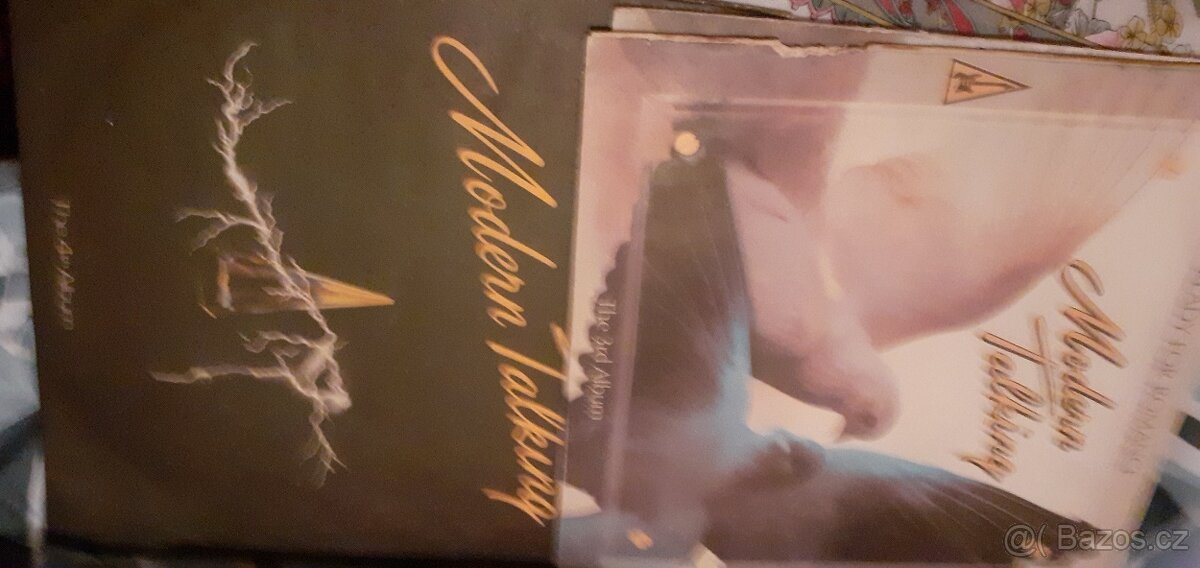 Modern Talking
The 4th Album
READY FOR ROMANCE
Modern
Talking
The 3rd Album
@( Bazos.cz